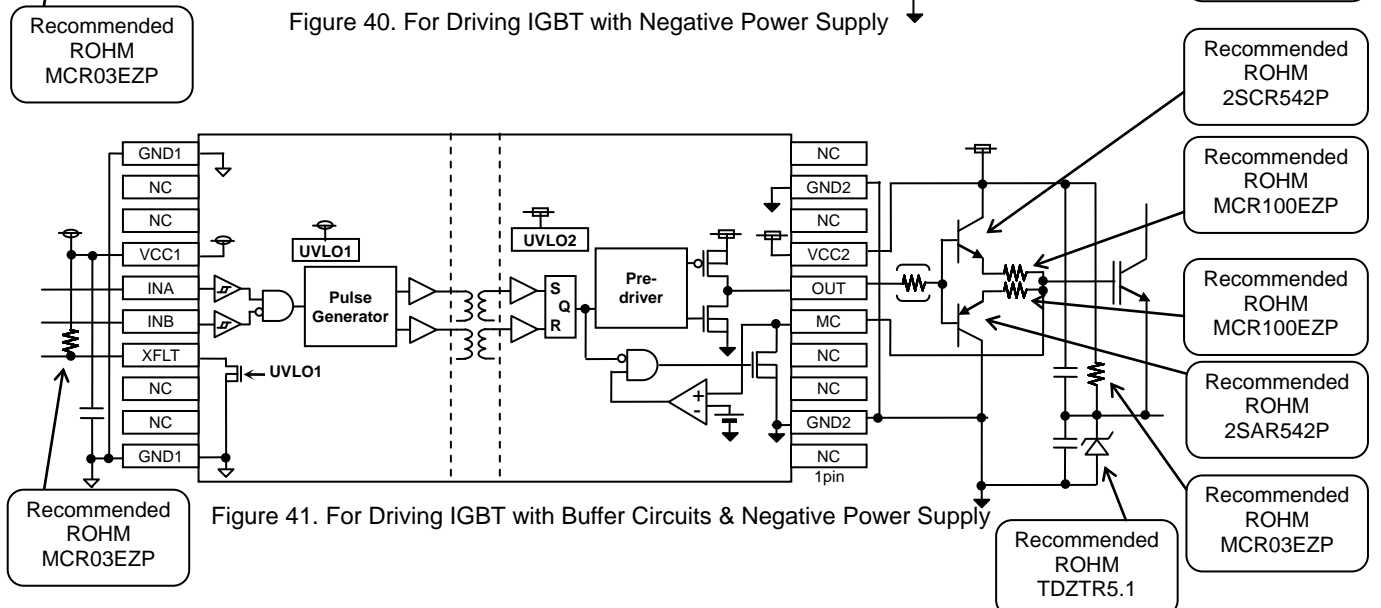 Figure 40. For Driving IGBT with Negative Power Supply
Recommended
ROHM
MCR03EZP
Recommended
ROHM
2SCR542P
Recommended
ROHM
MCR100EZP
Recommended
ROHM
MCR100EZP
Recommended
ROHM
2SAR542P
Recommended
ROHM
MCR03EZP
Recommended
ROHM
TDZTR5.1
Recommended
ROHM
MCR03EZP
GND1
NC
NC
VCC1
INA
INB
XFLT
NC
NC
GND1
UVLO1
Pulse
Generator
UVLO1
UVLO2
S
Q
R
Pre-
driver
+
-
NC
GND2
NC
VCC2
OUT
MC
NC
NC
GND2
NC
1pin
Figure 41. For Driving IGBT with Buffer Circuits & Negative Power Supply